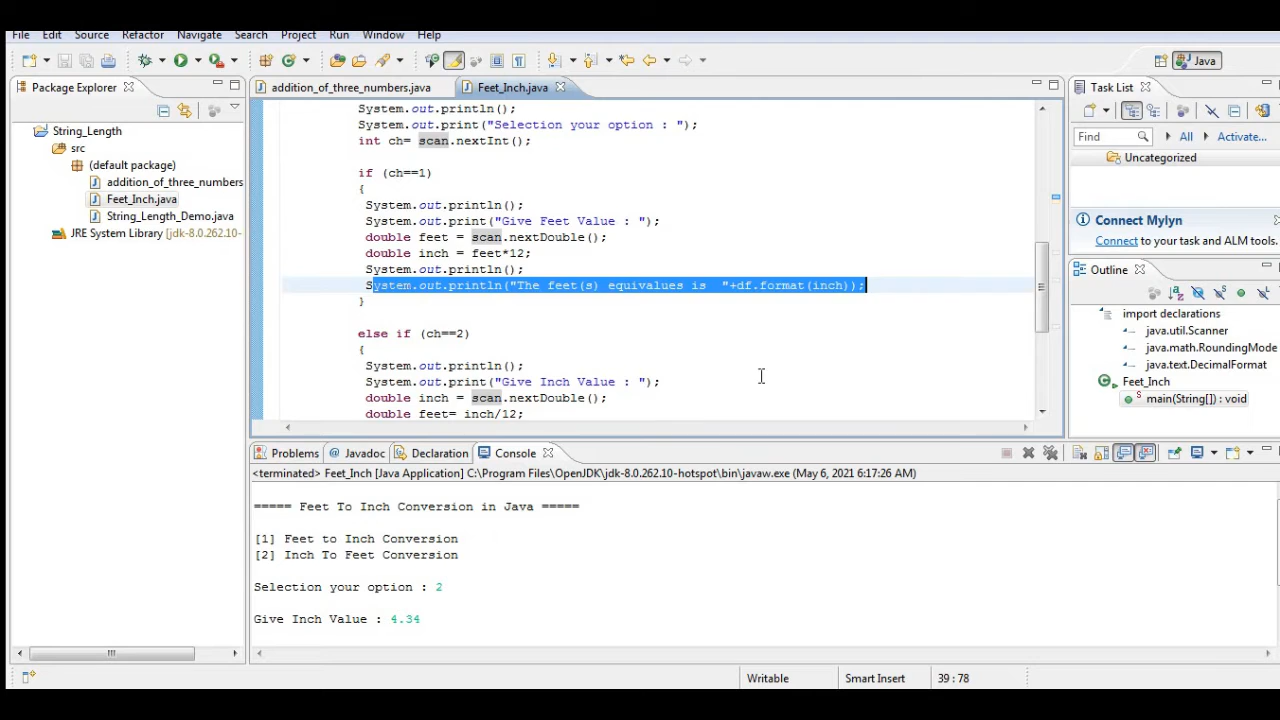 File Edit Source Refactor Navigate Search Project Run Window Help
Java
Package Explorer
String_Length
src
(default package)
addition_of_three_numbers
Feet_Inch.java
String_Length_Demo.java
JRE System Library [jdk-8.0.262.10-
addition_of_three_numbers.java
Feet_Inch.java
System.out.println();
System.out.print("Selection your option : ");
int ch= scan.nextInt();
if (ch==1)
{
System.out.println();
System.out.print("Give Feet Value : ");
double feet = scan.nextDouble();
double inch = feet*12;
System.out.println();
System.out.println("The feet(s) equivalues is  "+df.format(inch));
}
else if (ch==2)
{
System.out.println();
System.out.print("Give Inch Value : ");
double inch = scan.nextDouble();
double feet= inch/12;
Task List
Find
All
Activate...
Uncategorized
Connect Mylyn
Connect to your task and ALM tools.
Outline
import declarations
java.util.Scanner
java.math.RoundingMode
java.text.DecimalFormat
Feet_Inch
main(String[]) : void
Problems
Javadoc
Declaration
Console
<terminated> Feet_Inch [Java Application] C:\Program Files\OpenJDK\jdk-8.0.262.10-hotspot\bin\javaw.exe (May 6, 2021 6:17:26 AM)
===== Feet To Inch Conversion in Java =====
[1] Feet to Inch Conversion
[2] Inch To Feet Conversion
Selection your option : 2
Give Inch Value : 4.34
Writable
Smart Insert
39 : 78